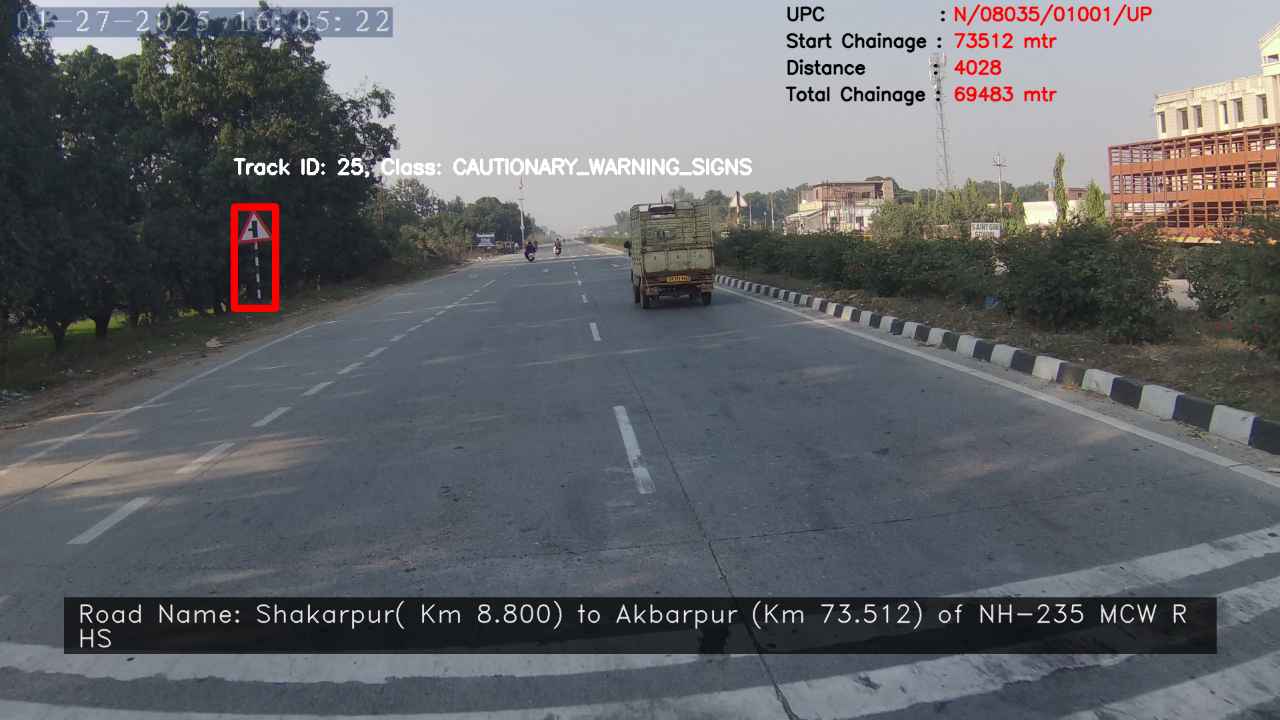 01-27-2025 16:05:22
UPC : N/08035/01001/UP
Start Chainage : 73512 mtr
Distance : 4028
Total Chainage : 69483 mtr
Track ID: 25, Class: CAUTIONARY_WARNING_SIGNS
Road Name: Shakarpur( Km 8.800) to Akbarpur (Km 73.512) of NH-235 MCW R
HS